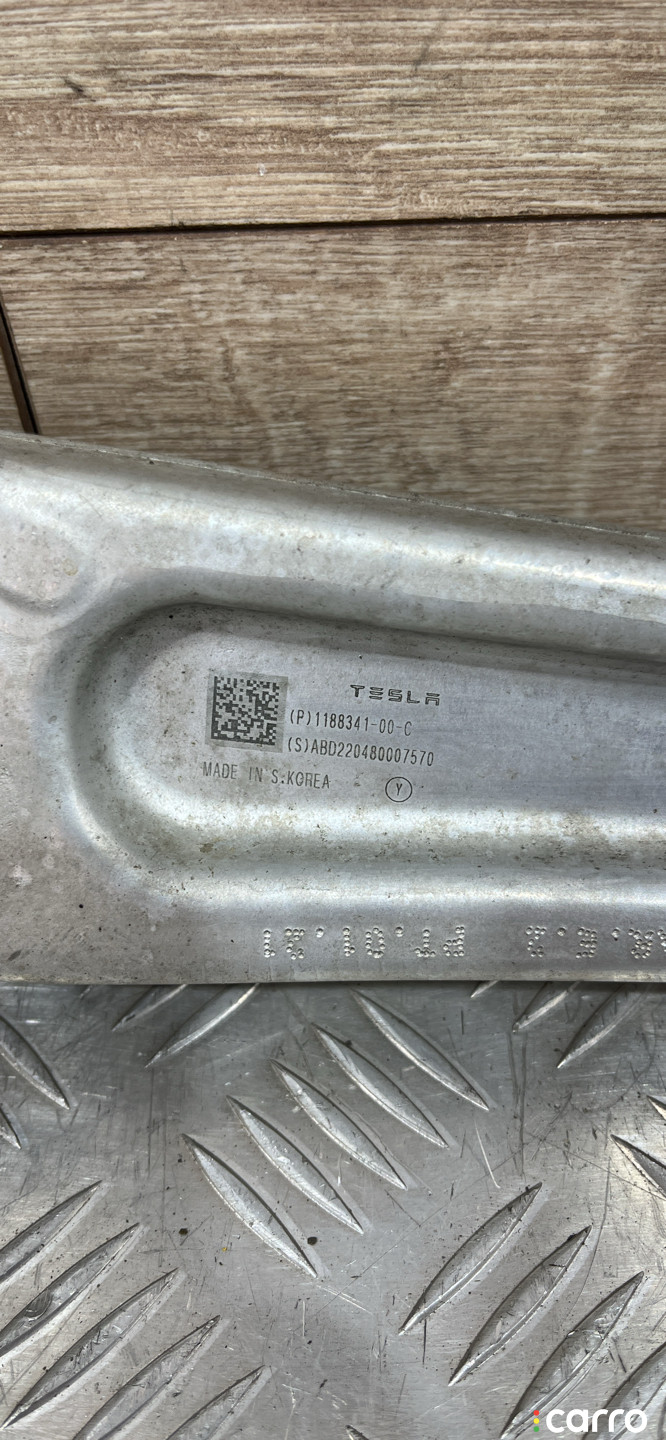 TESLA
(P)1188341-00-C
(S)ABD220480007570
MADE IN S.KOREA
Y
carro